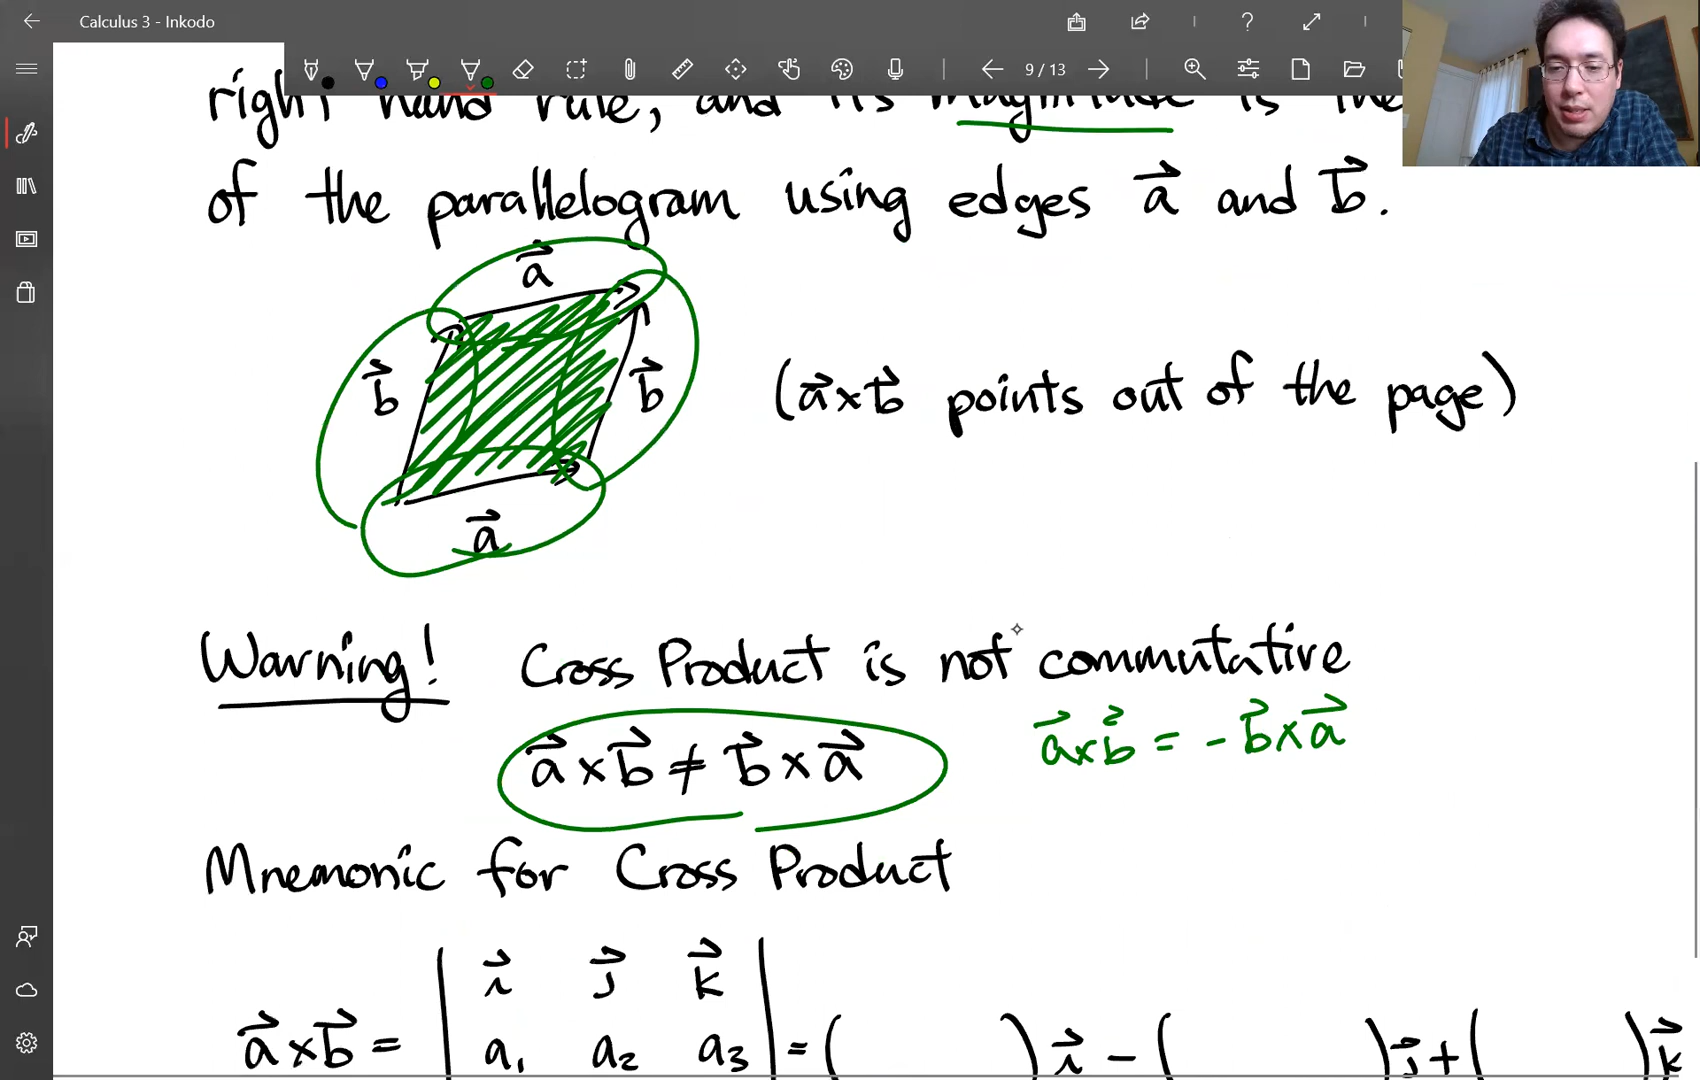 Calculus 3 - Inkodo
9 / 13
right hand rule, and its magnitude is the
of the parallelogram using edges a⃗ and b⃗.
a⃗
b⃗
b⃗
(a⃗×b⃗ points out of the page)
a⃗
Warning! Cross Product is not commutative
a⃗×b⃗ = -b⃗×a⃗
a⃗×b⃗ ≠ b⃗×a⃗
Mnemonic for Cross Product
i⃗ j⃗ k⃗
a⃗×b⃗ = | a₁ a₂ a₃ | = ( ) i⃗ - ( ) j⃗ + ( ) k⃗